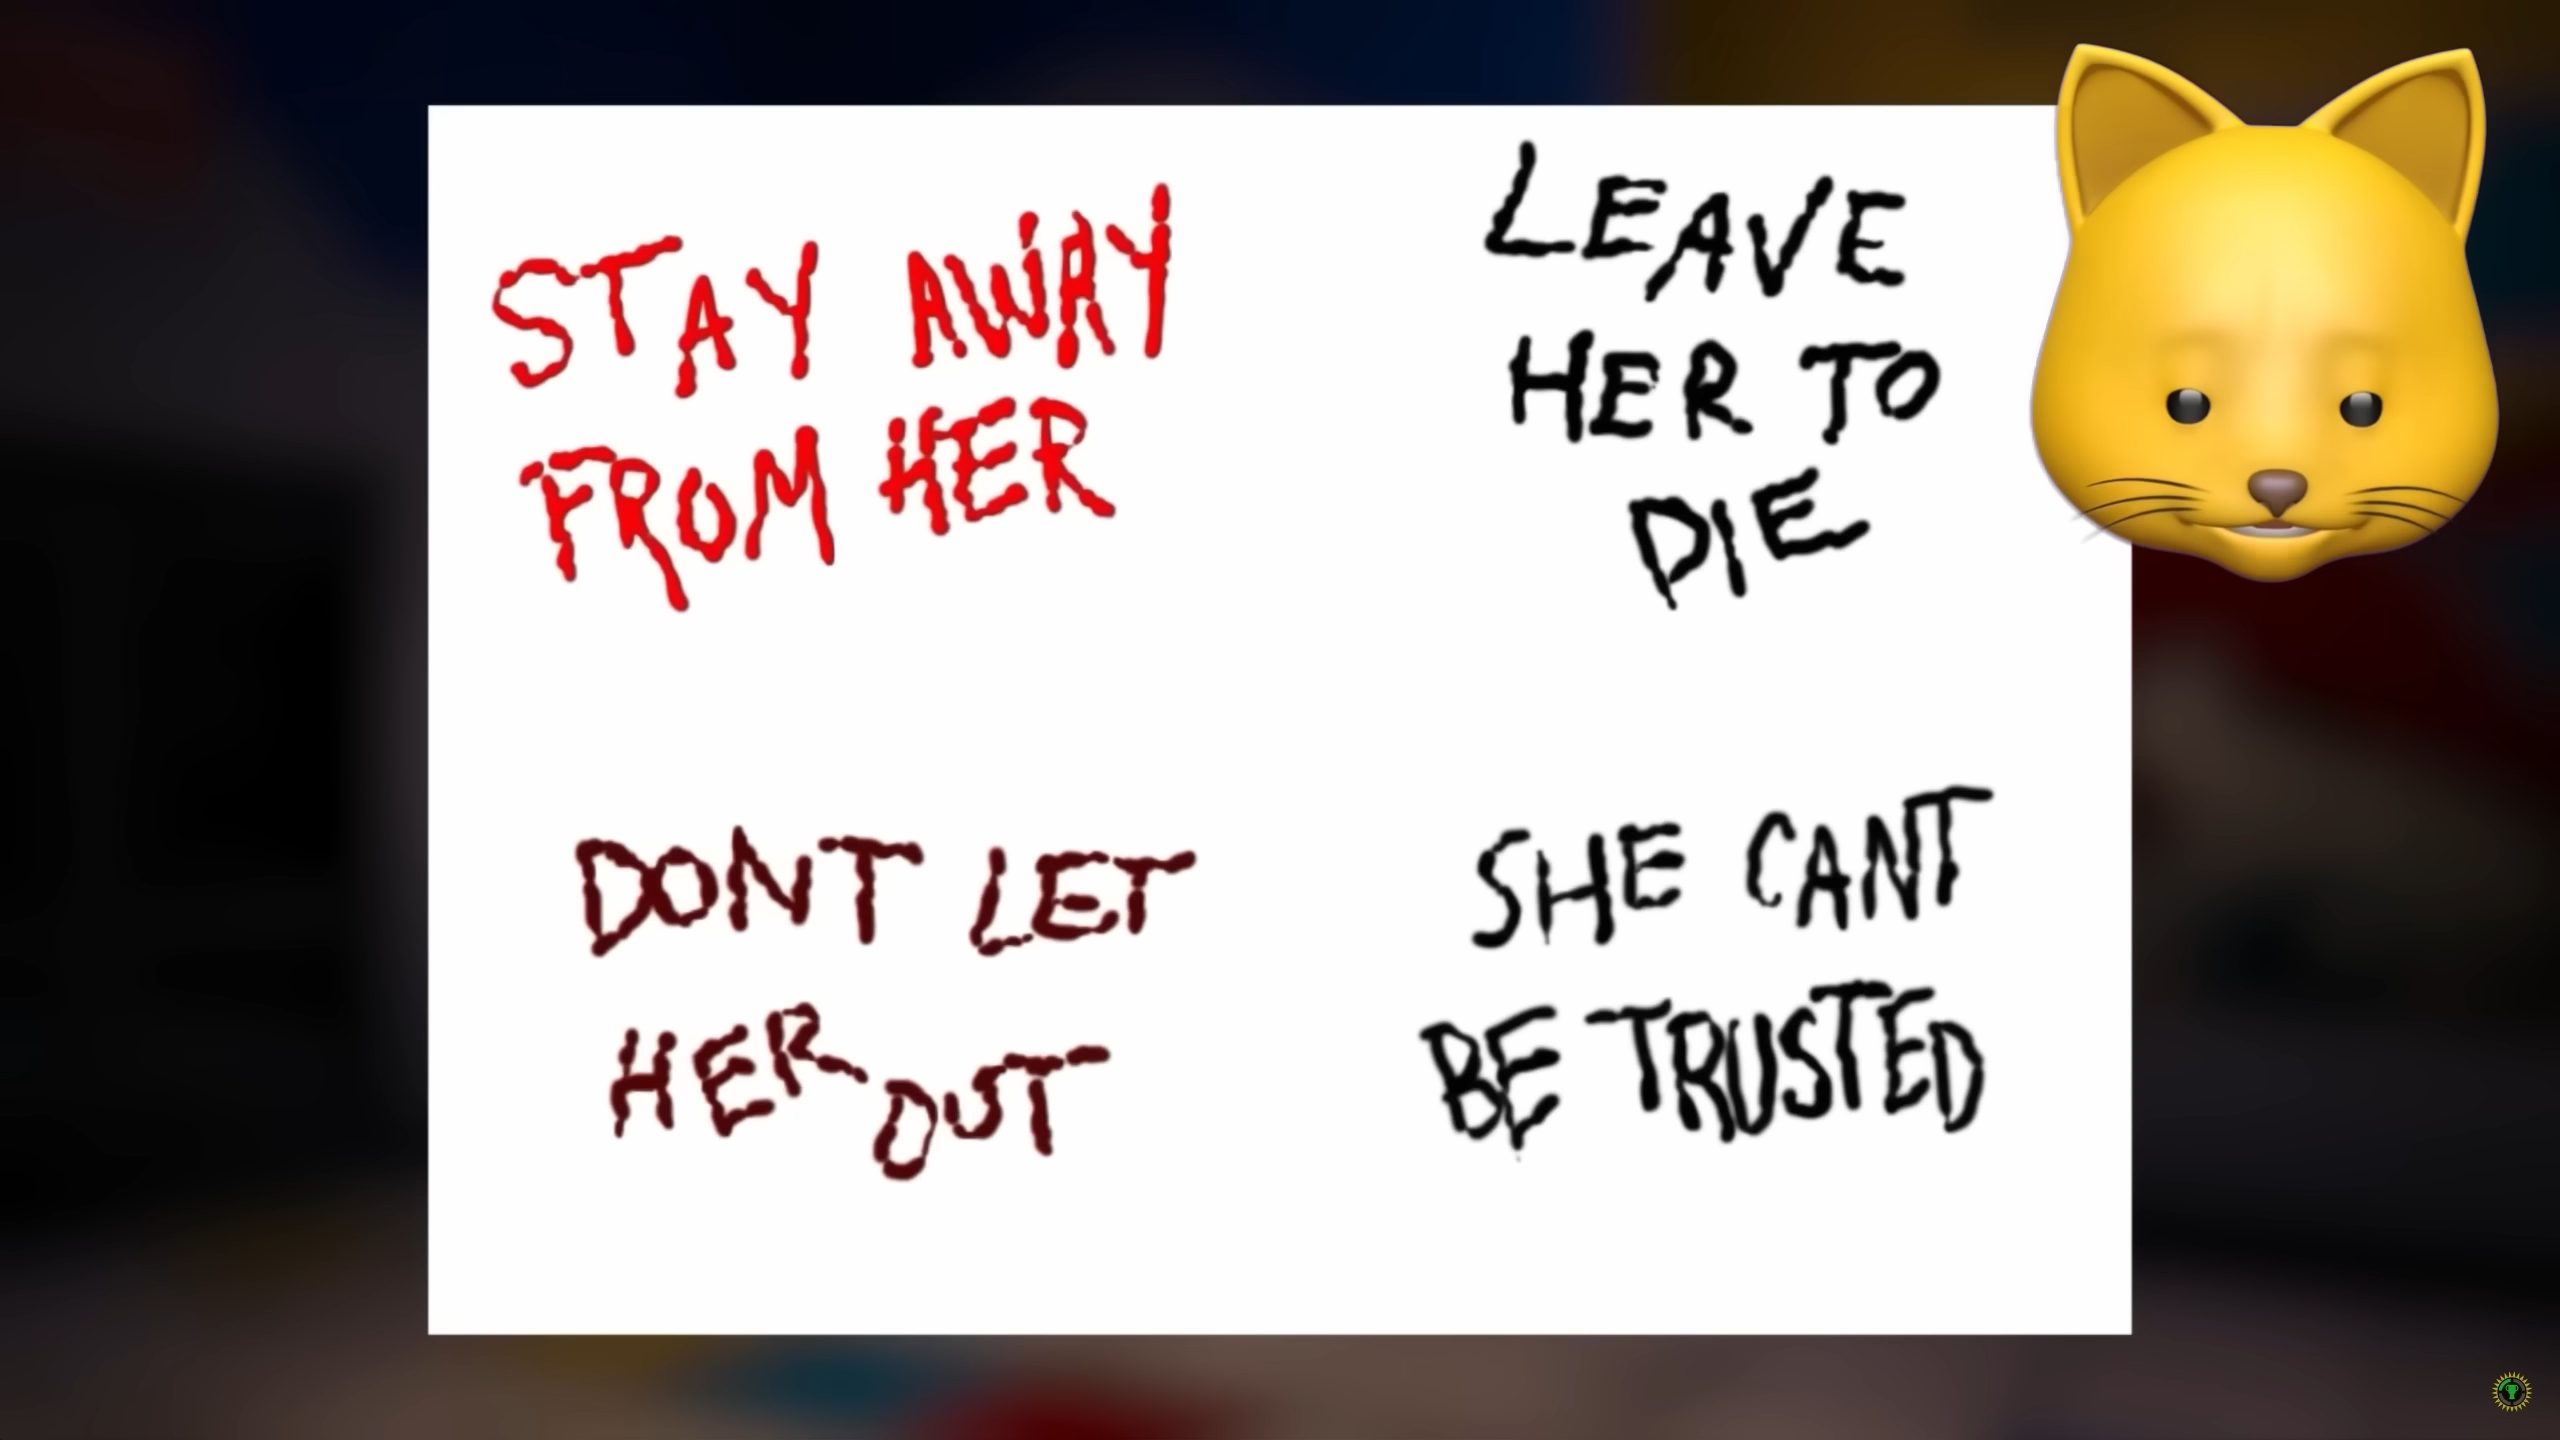 STAY AWAY
FROM HER
LEAVE
HER TO
DIE
DONT LET
HER OUT
SHE CANT
BE TRUSTED